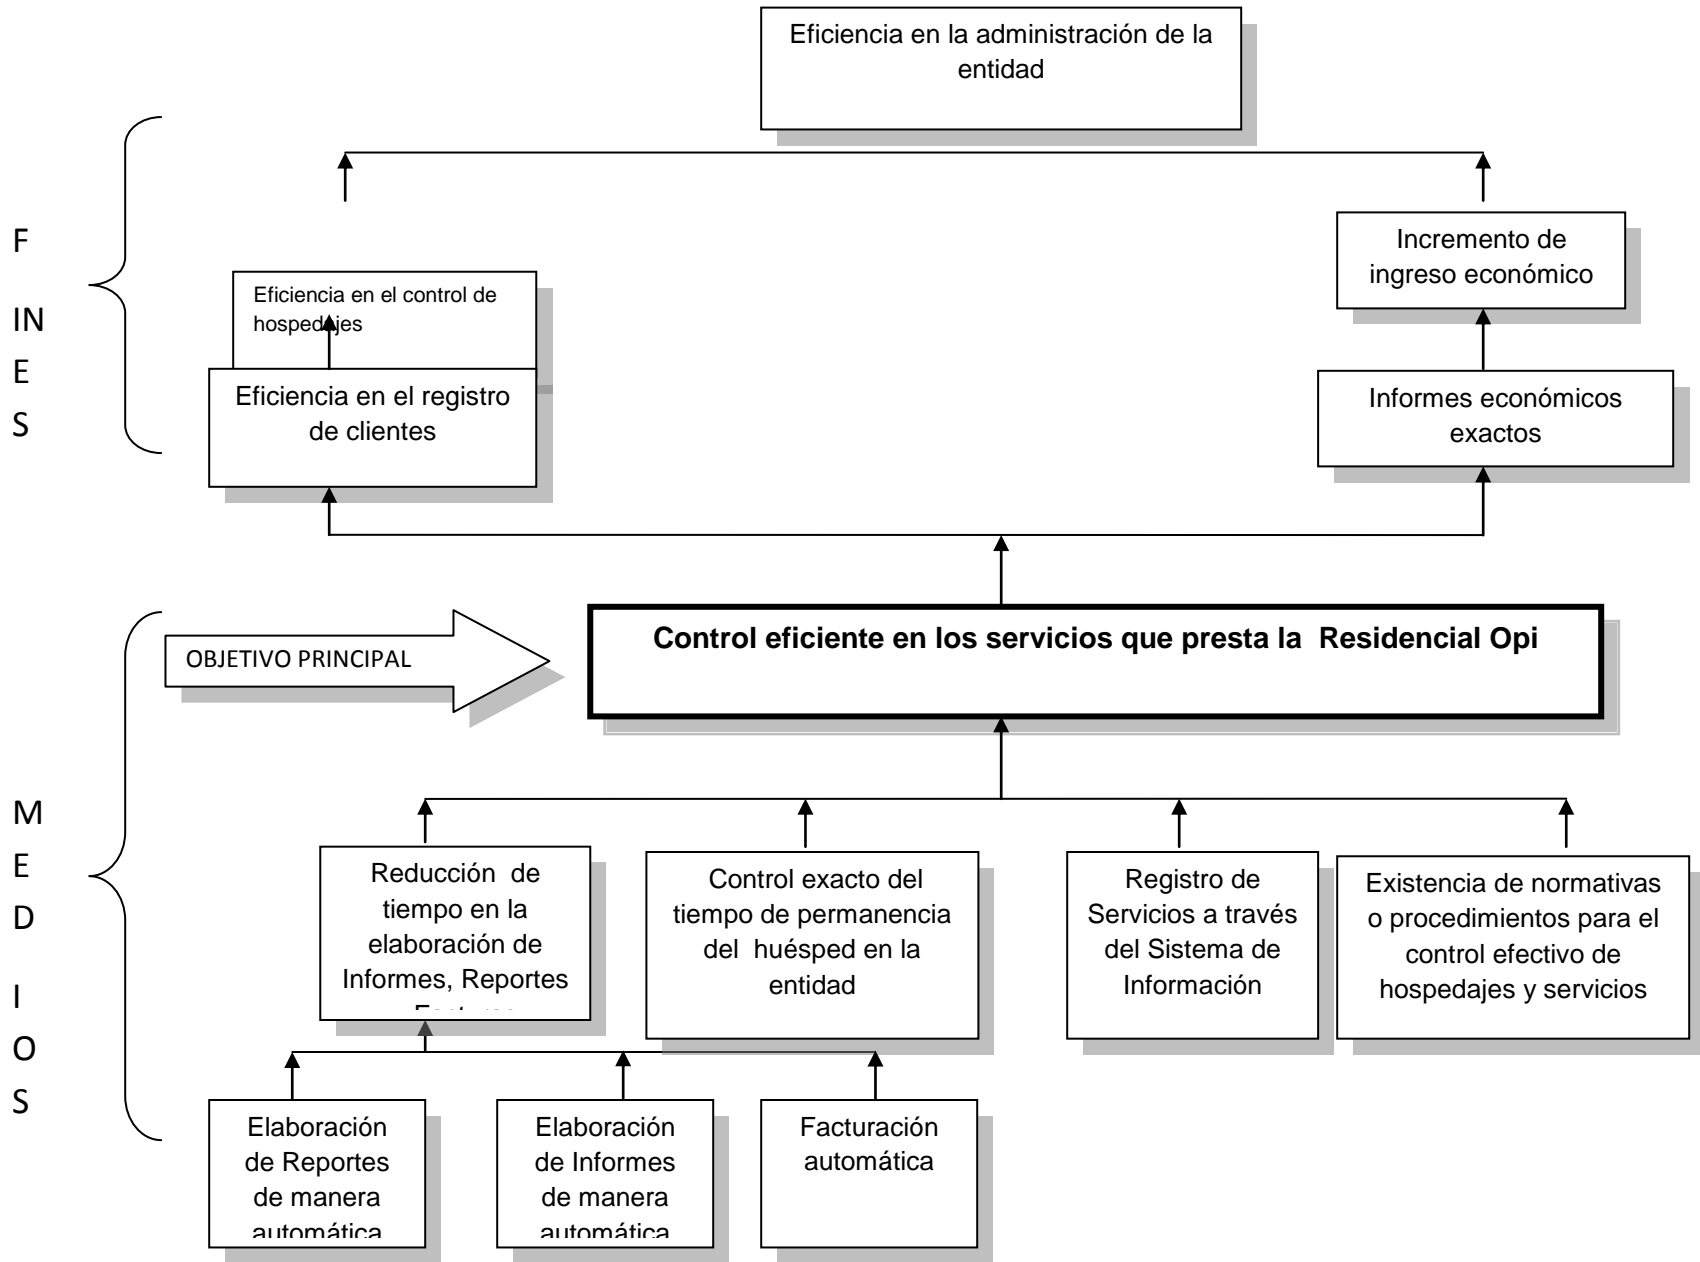 Eficiencia en la administración de la
entidad
F
IN
E
S
Incremento de
ingreso económico
Eficiencia en el control de
hospedajes
Eficiencia en el registro
de clientes
Informes económicos
exactos
OBJETIVO PRINCIPAL
Control eficiente en los servicios que presta la Residencial Opi
M
E
D
I
O
S
Reducción de
tiempo en la
elaboración de
Informes, Reportes
Control exacto del
tiempo de permanencia
del huésped en la
entidad
Registro de
Servicios a través
del Sistema de
Información
Existencia de normativas
o procedimientos para el
control efectivo de
hospedajes y servicios
Elaboración
de Reportes
de manera
automática
Elaboración
de Informes
de manera
automática
Facturación
automática